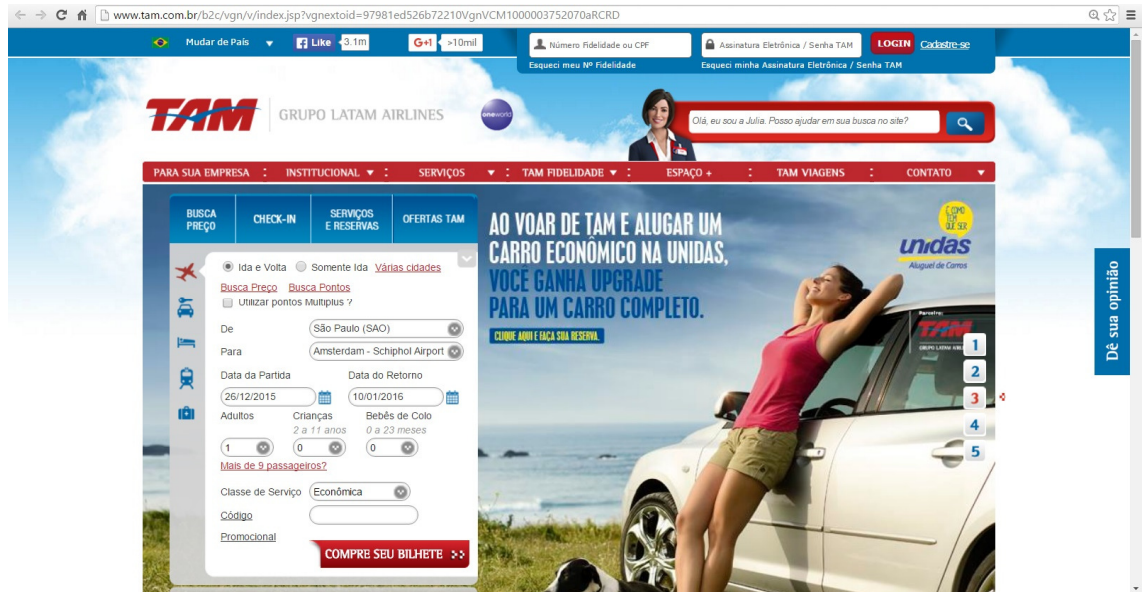 www.tam.com.br/b2c/vgn/v/index.jsp?vgnextoid=97981ed526b72210VgnVCM1000003752070aRCRD
Mudar de País
Like 3.1m
G+1 >10mil
Número Fidelidade ou CPF
Assinatura Eletrônica / Senha TAM
LOGIN
Cadastre-se
Esqueci meu Nº Fidelidade
Esqueci minha Assinatura Eletrônica / Senha TAM
TAM
GRUPO LATAM AIRLINES
oneworld
Olá, eu sou a Julia. Posso ajudar em sua busca no site?
PARA SUA EMPRESA : INSTITUCIONAL : SERVIÇOS : TAM FIDELIDADE : ESPAÇO + : TAM VIAGENS : CONTATO
BUSCA PREÇO
CHECK-IN
SERVIÇOS E RESERVAS
OFERTAS TAM
Ida e Volta Somente Ida Várias cidades
Busca Preço Busca Pontos
Utilizar pontos Multiplus ?
De São Paulo (SAO)
Para Amsterdam - Schiphol Airport
Data da Partida Data do Retorno
26/12/2015 10/01/2016
Adultos Crianças Bebês de Colo
2 a 11 anos 0 a 23 meses
1 0 0
Mais de 9 passageiros?
Classe de Serviço Econômica
Código
Promocional
COMPRE SEU BILHETE
AO VOAR DE TAM E ALUGAR UM
CARRO ECONÔMICO NA UNIDAS,
VOCÊ GANHA UPGRADE
PARA UM CARRO COMPLETO.
CLIQUE AQUI E FAÇA SUA RESERVA.
É COMO
TEM
QUE SER
unidas
Aluguel de Carros
Parceiro:
TAM
1
2
3
4
5
Dê sua opinião